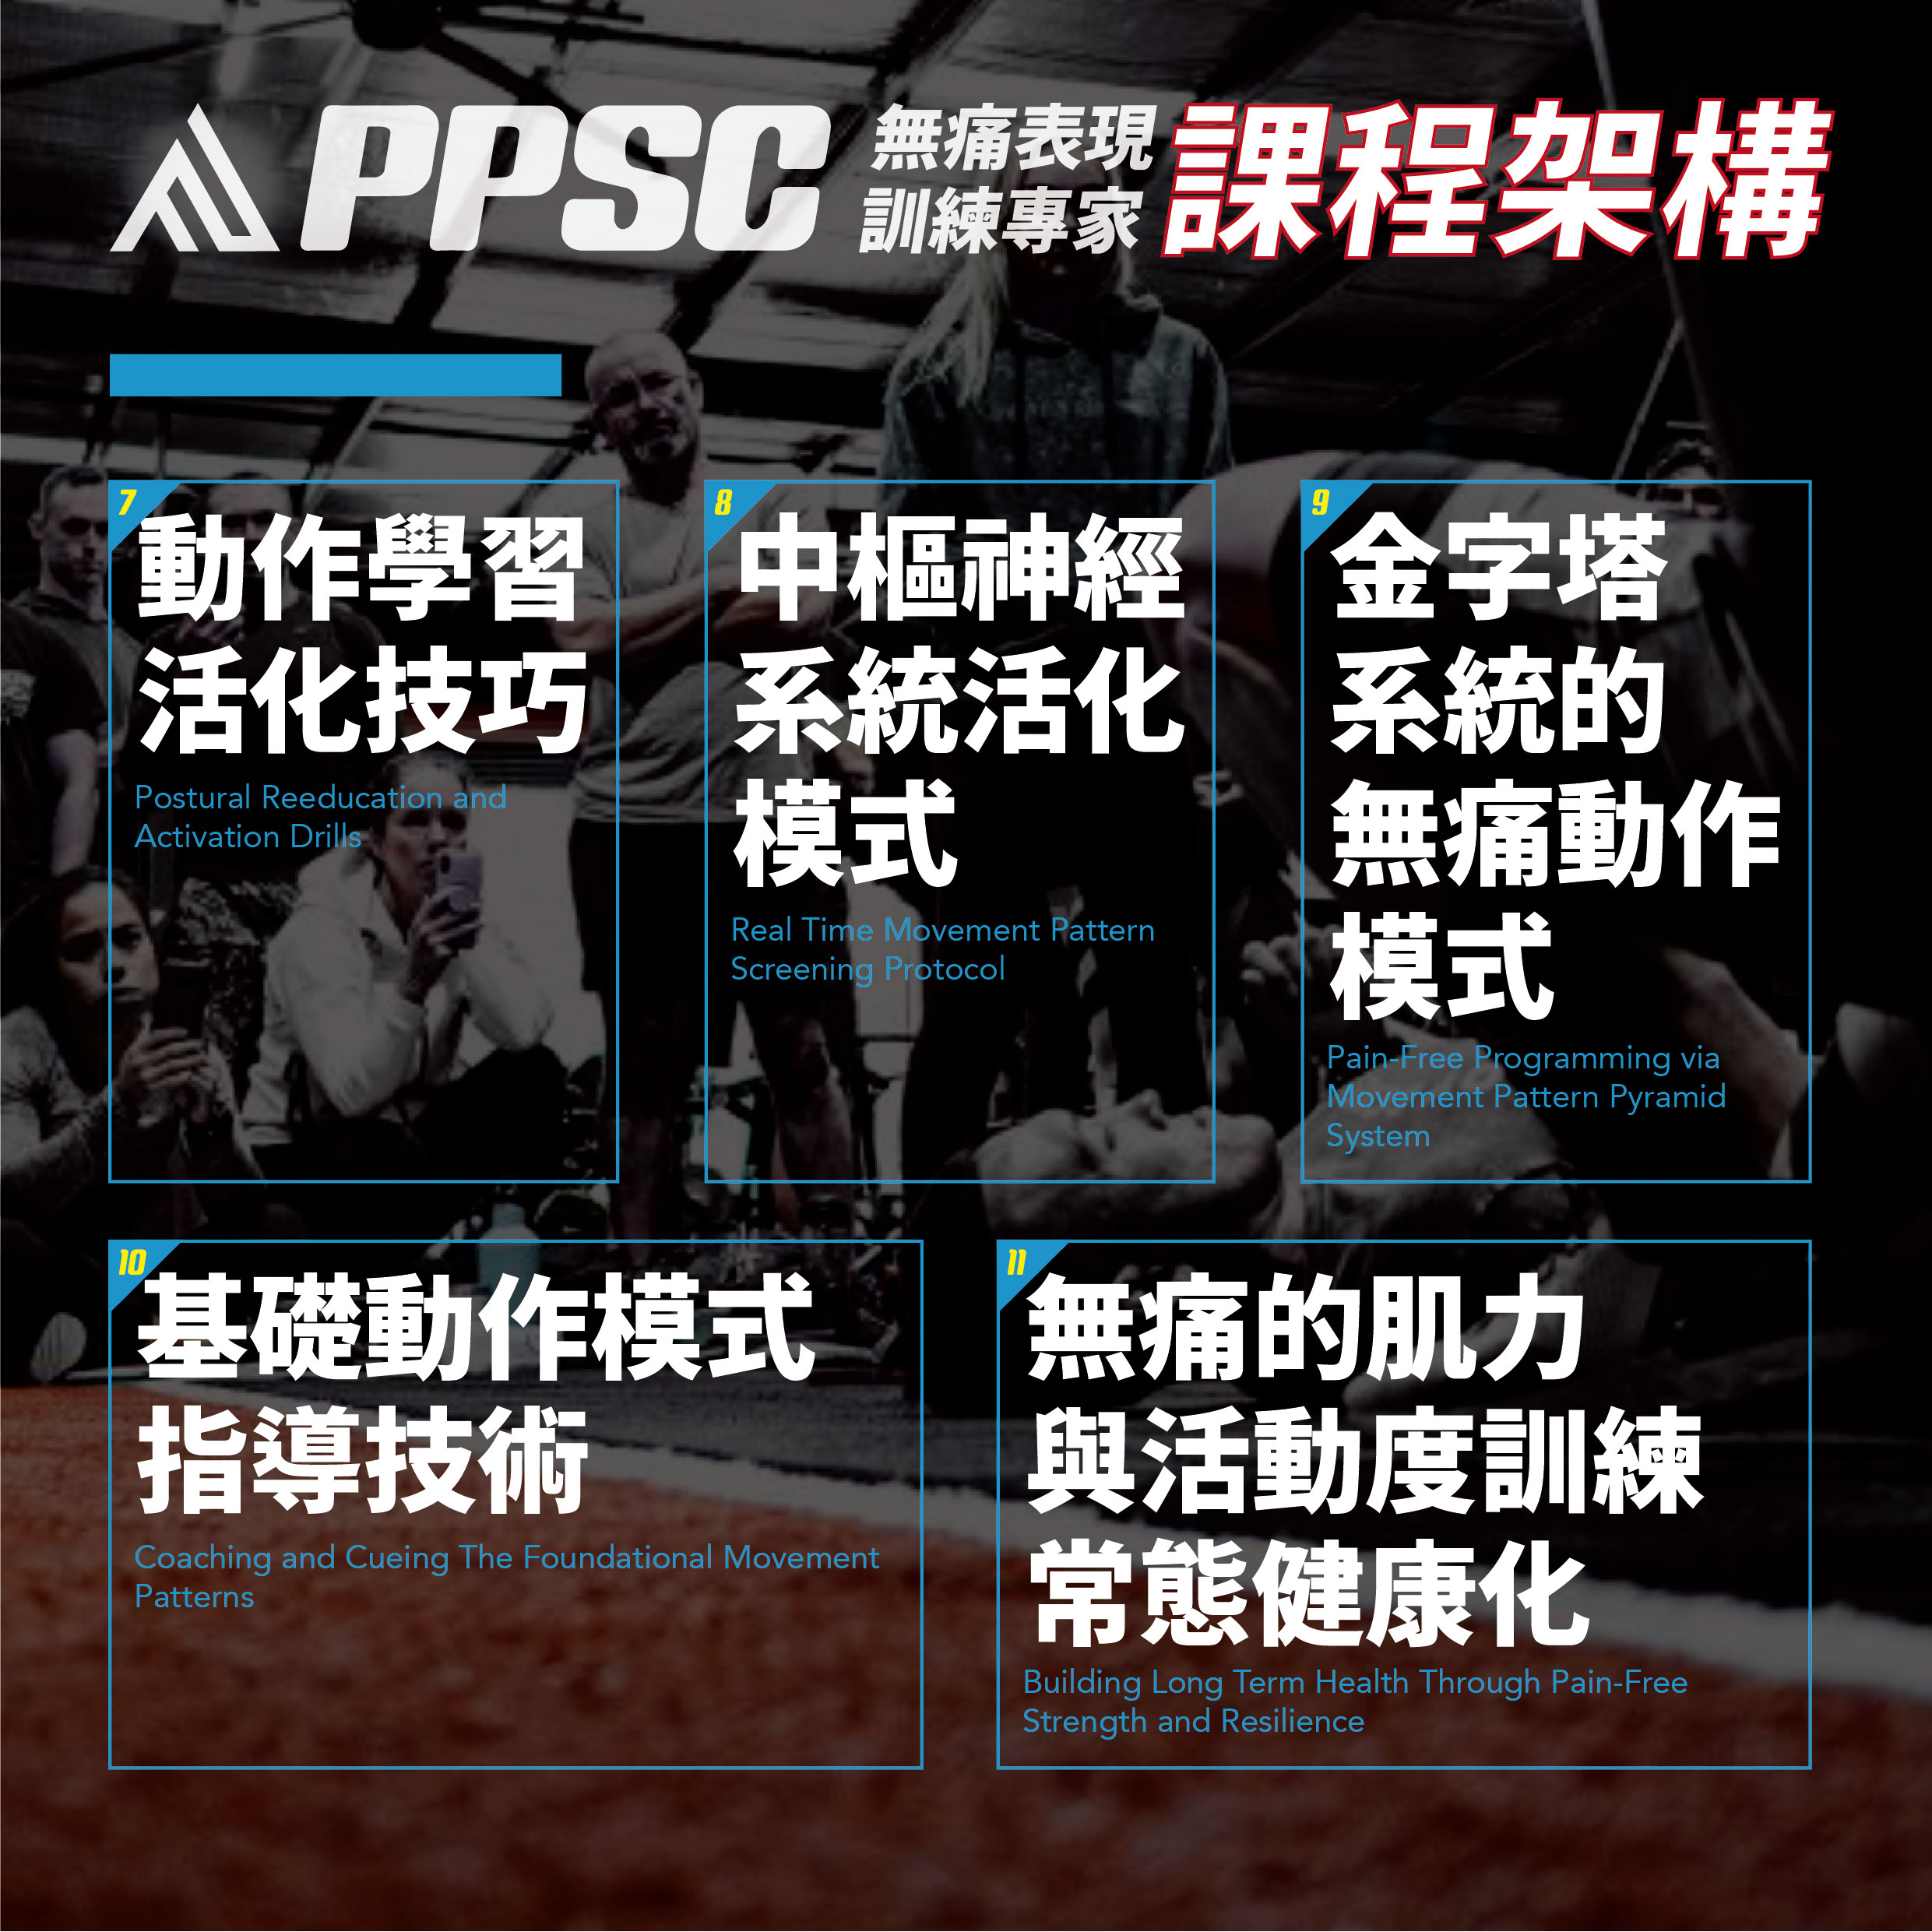 PPSC
無痛表現
訓練專家
課程架構
7
動作學習
活化技巧
Postural Reeducation and
Activation Drills
8
中樞神經
系統活化
模式
Real Time Movement Pattern
Screening Protocol
9
金字塔
系統的
無痛動作
模式
Pain-Free Programming via
Movement Pattern Pyramid
System
10
基礎動作模式
指導技術
Coaching and Cueing The Foundational Movement
Patterns
11
無痛的肌力
與活動度訓練
常態健康化
Building Long Term Health Through Pain-Free
Strength and Resilience